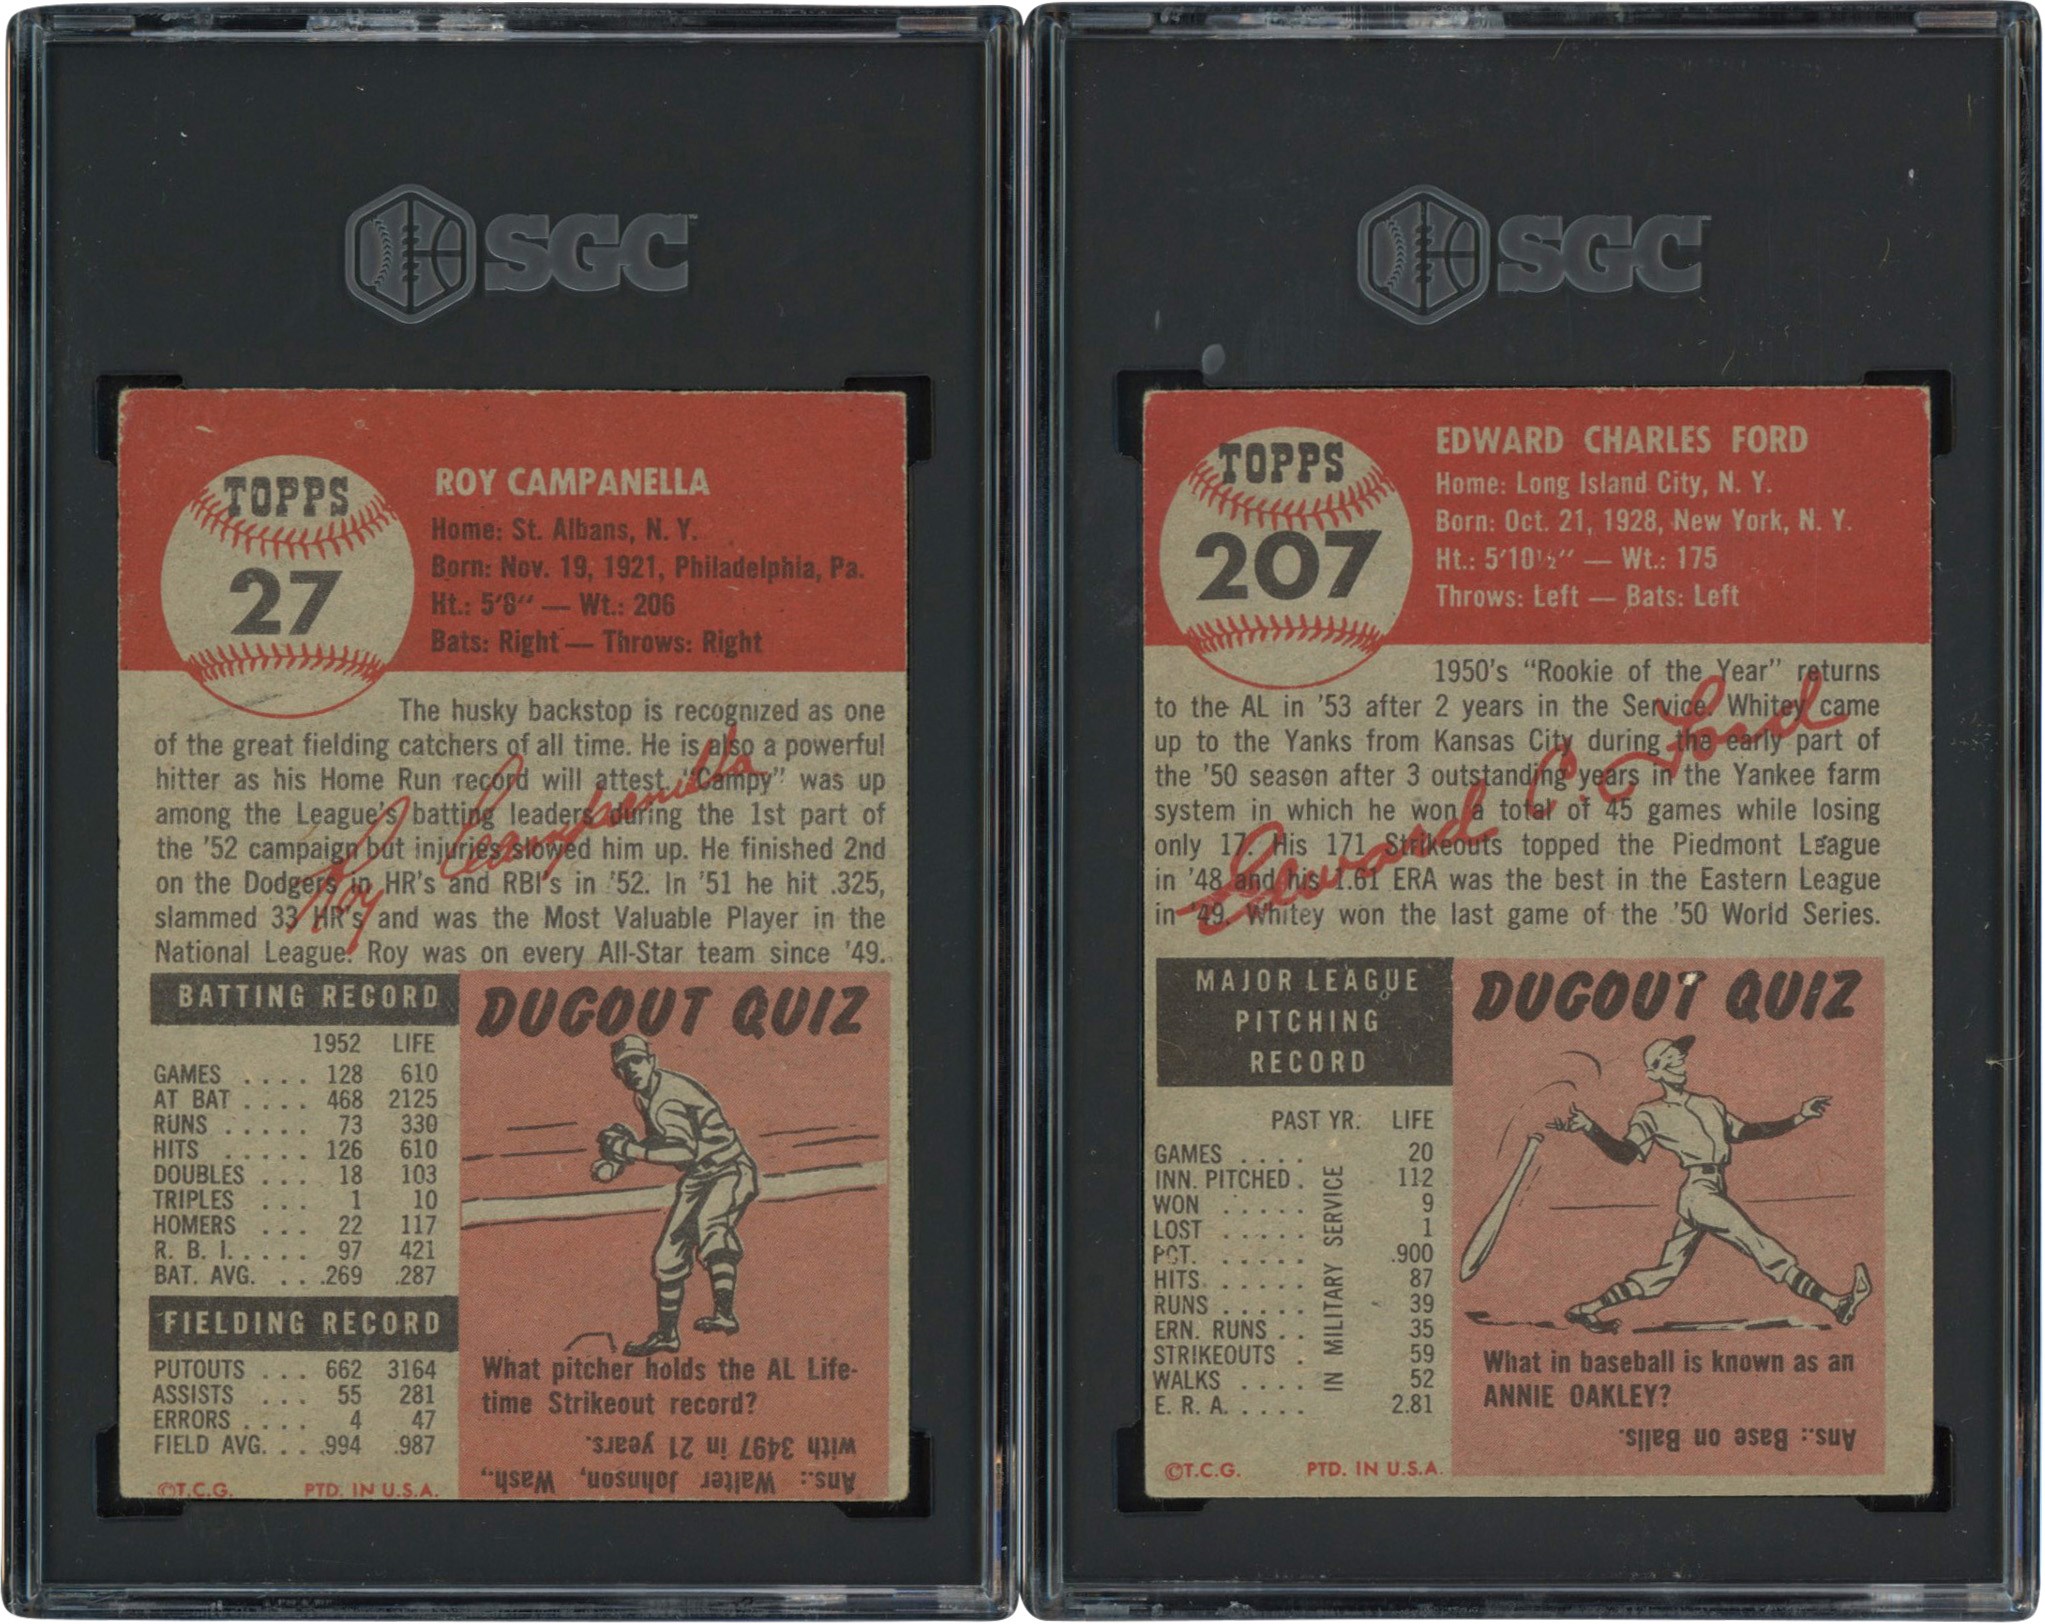 SGC
TOPPS
27
ROY CAMPANELLA
Home: St. Albans, N. Y.
Born: Nov. 19, 1921, Philadelphia, Pa.
Ht.: 5'8" — Wt.: 206
Bats: Right — Throws: Right
The husky backstop is recognized as one
of the great fielding catchers of all time. He is also a powerful
hitter as his Home Run record will attest. "Campy" was up
among the League's batting leaders during the 1st part of
the '52 campaign but injuries slowed him up. He finished 2nd
on the Dodgers in HR's and RBI's in '52. In '51 he hit .325,
slammed 33 HR's and was the Most Valuable Player in the
National League. Roy was on every All-Star team since '49.
Roy Campanella
BATTING RECORD
1952 LIFE
GAMES .... 128 610
AT BAT .... 468 2125
RUNS ..... 73 330
HITS ..... 126 610
DOUBLES ... 18 103
TRIPLES ... 1 10
HOMERS ... 22 117
R. B. I. .... 97 421
BAT. AVG. ... .269 .287
FIELDING RECORD
PUTOUTS ... 662 3164
ASSISTS ... 55 281
ERRORS .... 4 47
FIELD AVG. ... .994 .987
©T.C.G. PTD. IN U.S.A.
DUGOUT QUIZ
What pitcher holds the AL Life-
time Strikeout record?
Ans.: Walter Johnson, Wash.,
with 3497 in 21 years.
SGC
TOPPS
207
EDWARD CHARLES FORD
Home: Long Island City, N. Y.
Born: Oct. 21, 1928, New York, N. Y.
Ht.: 5'10½" — Wt.: 175
Throws: Left — Bats: Left
1950's "Rookie of the Year" returns
to the AL in '53 after 2 years in the Service. Whitey came
up to the Yanks from Kansas City during the early part of
the '50 season after 3 outstanding years in the Yankee farm
system in which he won a total of 45 games while losing
only 17. His 171 Strikeouts topped the Piedmont League
in '48 and his 1.61 ERA was the best in the Eastern League
in '49. Whitey won the last game of the '50 World Series.
Edward C. Ford
MAJOR LEAGUE
PITCHING
RECORD
PAST YR. LIFE
GAMES .... 20
INN. PITCHED . 112
WON ..... 9
LOST ..... 1
PCT. ..... .900
HITS ..... 87
RUNS ..... 39
ERN. RUNS .. 35
STRIKEOUTS . 59
WALKS .... 52
E. R. A. .... 2.81
IN MILITARY SERVICE
©T.C.G. PTD. IN U.S.A.
DUGOUT QUIZ
What in baseball is known as an
ANNIE OAKLEY?
Ans.: Base on Balls.